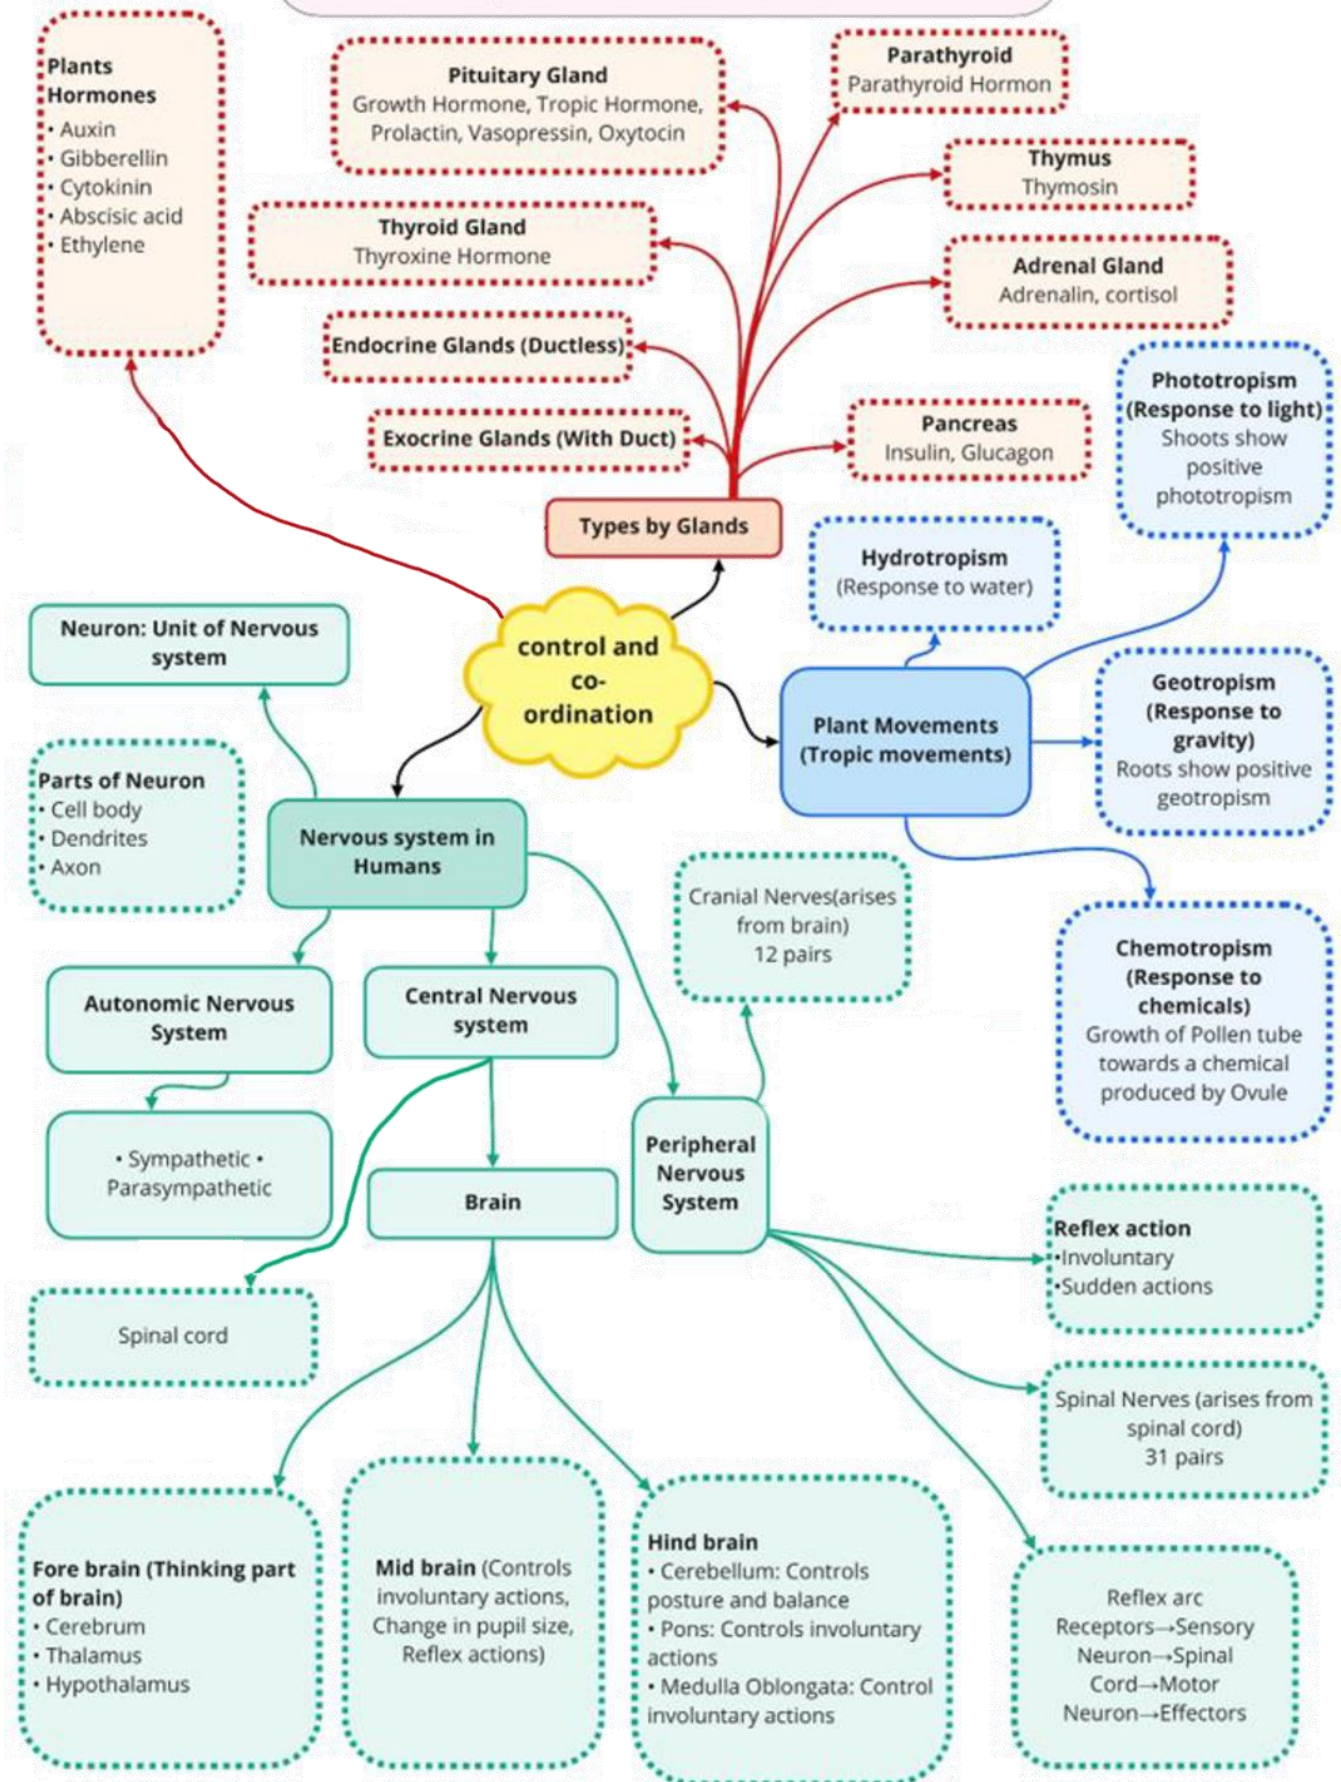 Plants
Hormones
• Auxin
• Gibberellin
• Cytokinin
• Abscisic acid
• Ethylene
Pituitary Gland
Growth Hormone, Tropic Hormone,
Prolactin, Vasopressin, Oxytocin
Parathyroid
Parathyroid Hormon
Thymus
Thymosin
Thyroid Gland
Thyroxine Hormone
Adrenal Gland
Adrenalin, cortisol
Endocrine Glands (Ductless)
Exocrine Glands (With Duct)
Pancreas
Insulin, Glucagon
Phototropism
(Response to light)
Shoots show
positive
phototropism
Types by Glands
Hydrotropism
(Response to water)
control and
co-
ordination
Neuron: Unit of Nervous
system
Plant Movements
(Tropic movements)
Geotropism
(Response to
gravity)
Roots show positive
geotropism
Parts of Neuron
• Cell body
• Dendrites
• Axon
Nervous system in
Humans
Cranial Nerves(arises
from brain)
12 pairs
Chemotropism
(Response to
chemicals)
Growth of Pollen tube
towards a chemical
produced by Ovule
Autonomic Nervous
System
Central Nervous
system
• Sympathetic •
Parasympathetic
Brain
Peripheral
Nervous
System
Reflex action
•Involuntary
•Sudden actions
Spinal cord
Spinal Nerves (arises from
spinal cord)
31 pairs
Fore brain (Thinking part
of brain)
• Cerebrum
• Thalamus
• Hypothalamus
Mid brain (Controls
involuntary actions,
Change in pupil size,
Reflex actions)
Hind brain
• Cerebellum: Controls
posture and balance
• Pons: Controls involuntary
actions
• Medulla Oblongata: Control
involuntary actions
Reflex arc
Receptors→Sensory
Neuron→Spinal
Cord→Motor
Neuron→Effectors